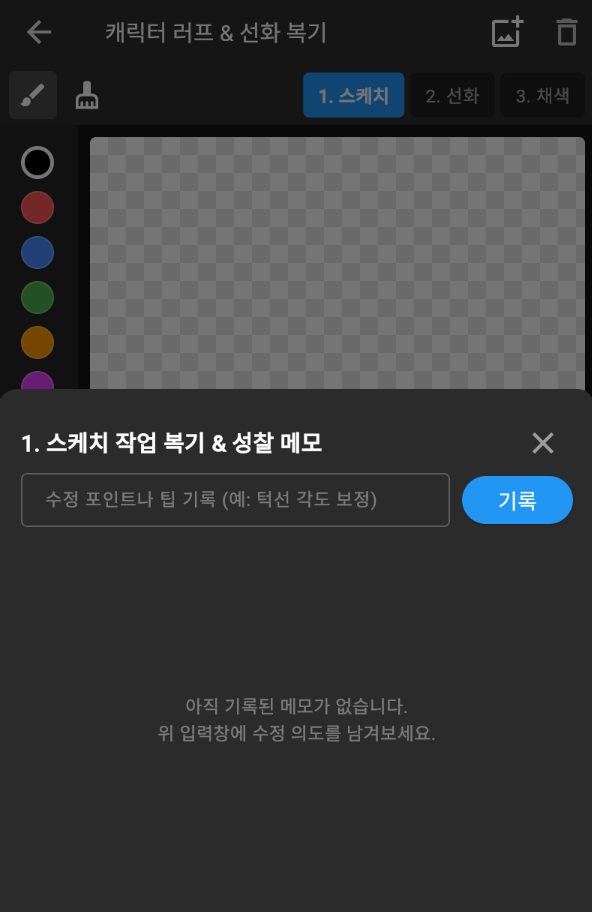 캐릭터 러프 & 선화 복기
1. 스케치
2. 선화
3. 채색
1. 스케치 작업 복기 & 성찰 메모
수정 포인트나 팁 기록 (예: 턱선 각도 보정)
기록
아직 기록된 메모가 없습니다.
위 입력창에 수정 의도를 남겨보세요.